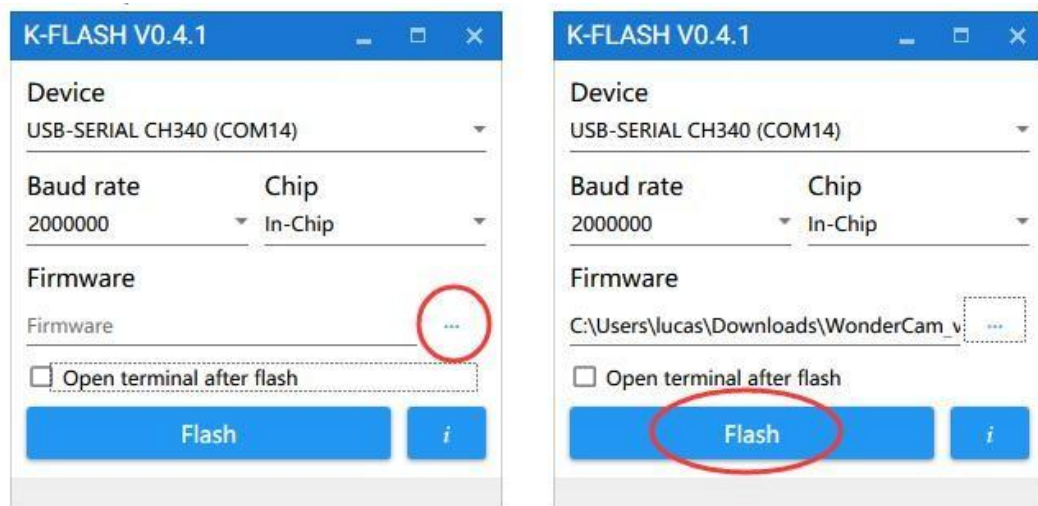 K-FLASH V0.4.1
Device
USB-SERIAL CH340 (COM14)
Baud rate Chip
2000000 In-Chip
Firmware
Firmware ...
Open terminal after flash
Flash i
K-FLASH V0.4.1
Device
USB-SERIAL CH340 (COM14)
Baud rate Chip
2000000 In-Chip
Firmware
C:\Users\lucas\Downloads\WonderCam_v ...
Open terminal after flash
Flash i